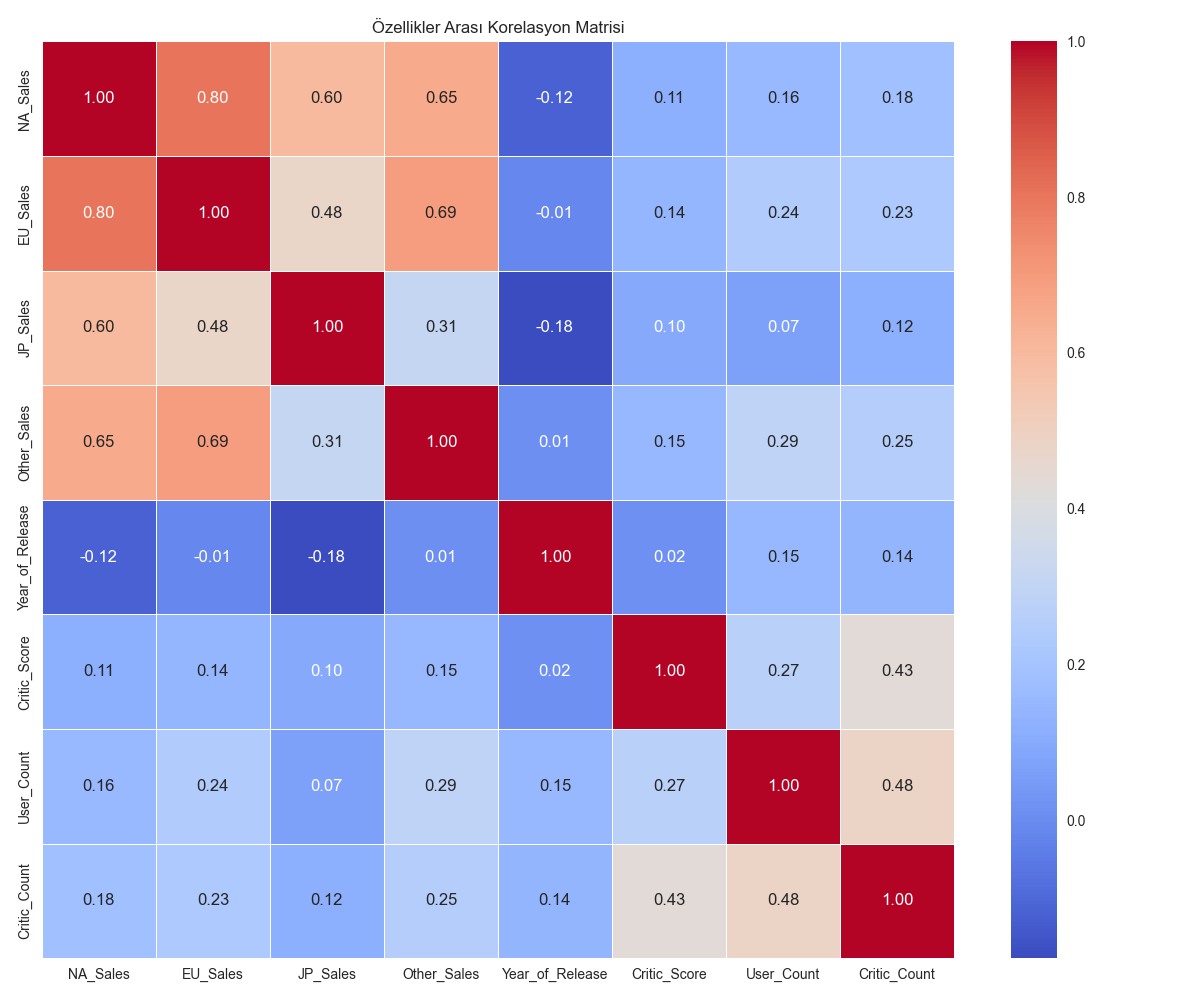 Özellikler Arası Korelasyon Matrisi
NA_Sales 1.00 0.80 0.60 0.65 -0.12 0.11 0.16 0.18
EU_Sales 0.80 1.00 0.48 0.69 -0.01 0.14 0.24 0.23
JP_Sales 0.60 0.48 1.00 0.31 -0.18 0.10 0.07 0.12
Other_Sales 0.65 0.69 0.31 1.00 0.01 0.15 0.29 0.25
Year_of_Release -0.12 -0.01 -0.18 0.01 1.00 0.02 0.15 0.14
Critic_Score 0.11 0.14 0.10 0.15 0.02 1.00 0.27 0.43
User_Count 0.16 0.24 0.07 0.29 0.15 0.27 1.00 0.48
Critic_Count 0.18 0.23 0.12 0.25 0.14 0.43 0.48 1.00
NA_Sales EU_Sales JP_Sales Other_Sales Year_of_Release Critic_Score User_Count Critic_Count
1.0
0.8
0.6
0.4
0.2
0.0